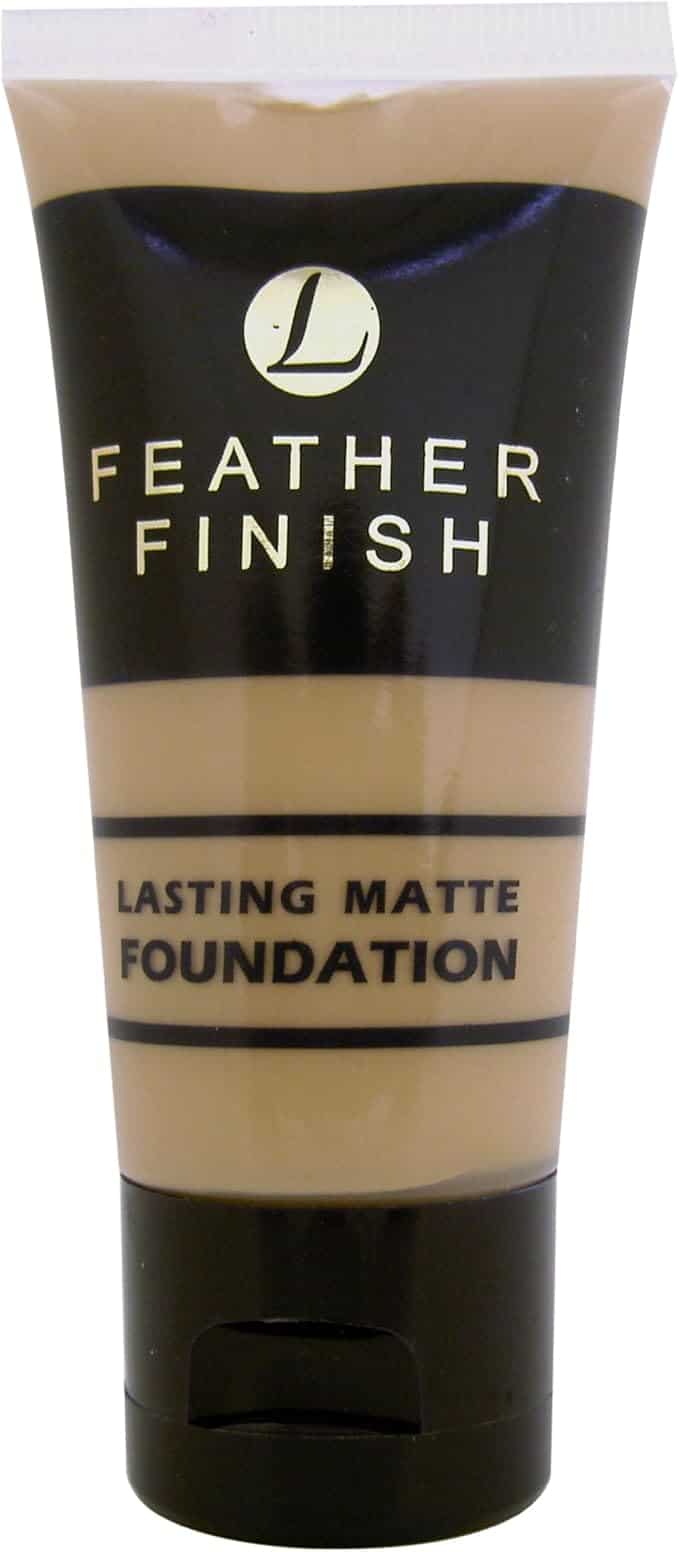 L
FEATHER
FINISH
LASTING MATTE
FOUNDATION